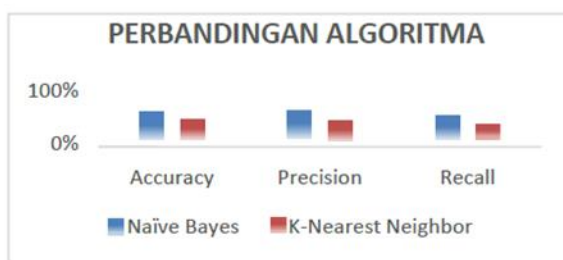 PERBANDINGAN ALGORITMA
100%
0%
Accuracy Precision Recall
Naïve Bayes K-Nearest Neighbor